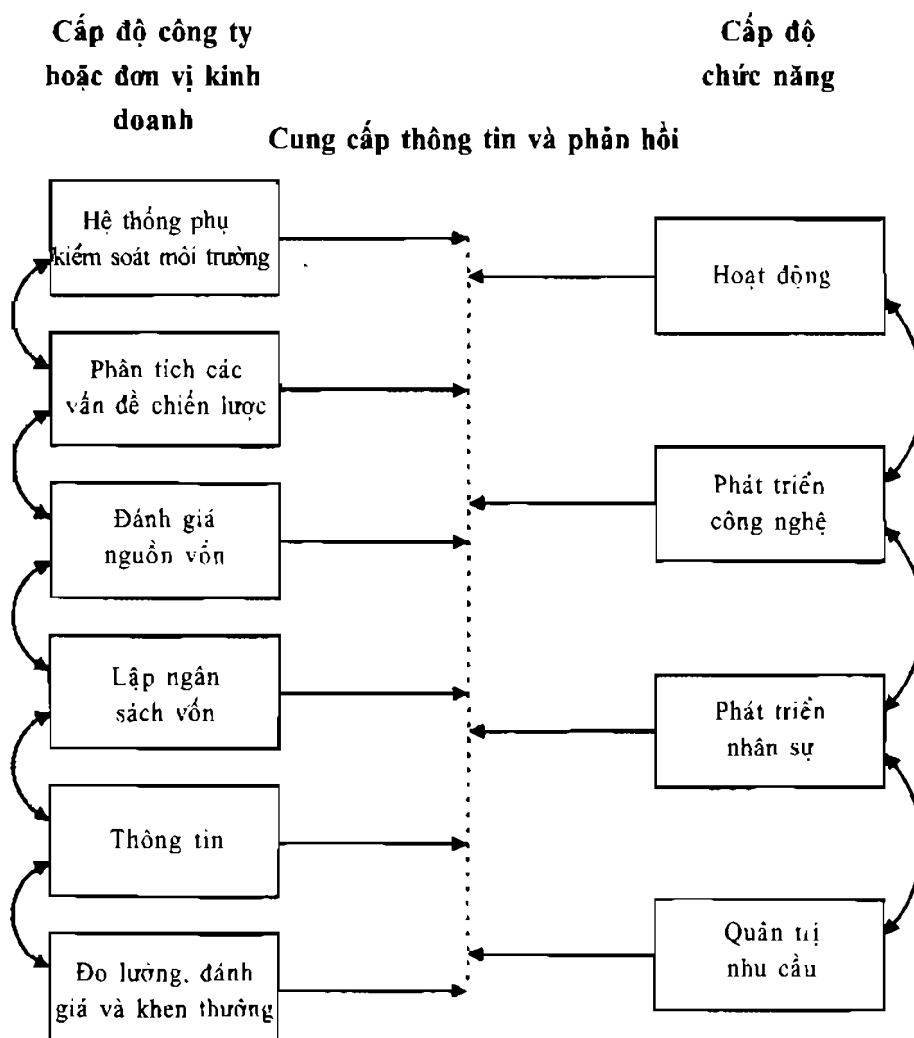 Cấp độ công ty
hoặc đơn vị kinh
doanh
Cấp độ
chức năng
Cung cấp thông tin và phản hồi
Hệ thống phụ
kiểm soát môi trường
Phân tích các
vấn đề chiến lược
Đánh giá
nguồn vốn
Lập ngân
sách vốn
Thông tin
Đo lường, đánh
giá và khen thưởng
Hoạt động
Phát triển
công nghệ
Phát triển
nhân sự
Quản trị
nhu cầu